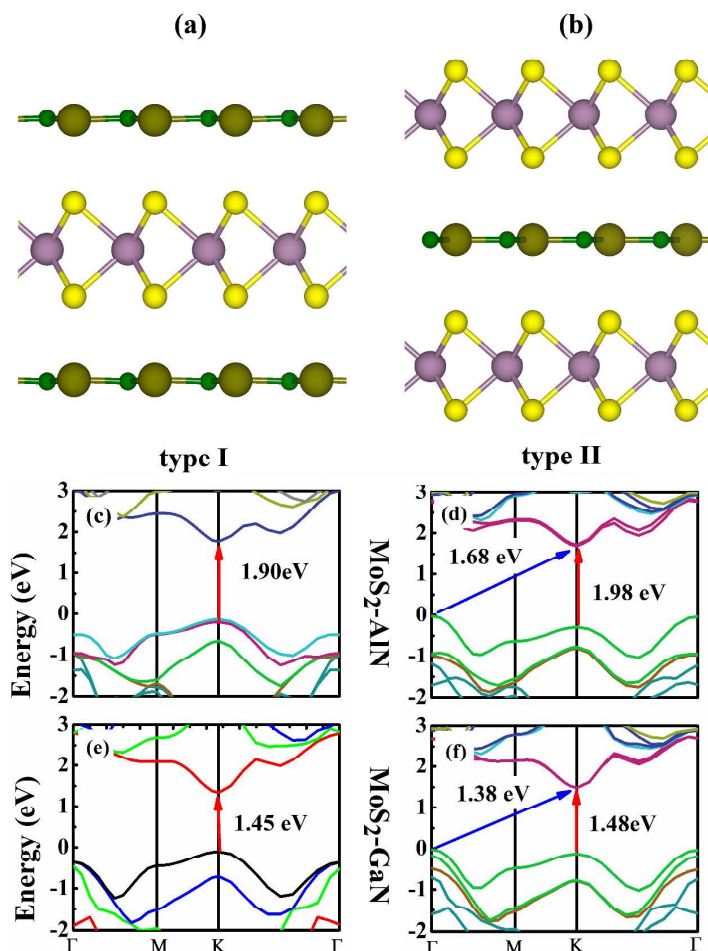 (a) (b)
typc I type II
3 (c) 1.90eV 3 (d) 1.68 eV 1.98 eV
2 2
1 1
0 0
-1 -1
-2 -2
Energy (eV) MoS2-AlN
3 (e) 1.45 eV 3 (f) 1.38 eV 1.48eV
2 2
1 1
0 0
-1 -1
-2 -2
Energy (eV) MoS2-GaN
Γ M K Γ Γ M K Γ